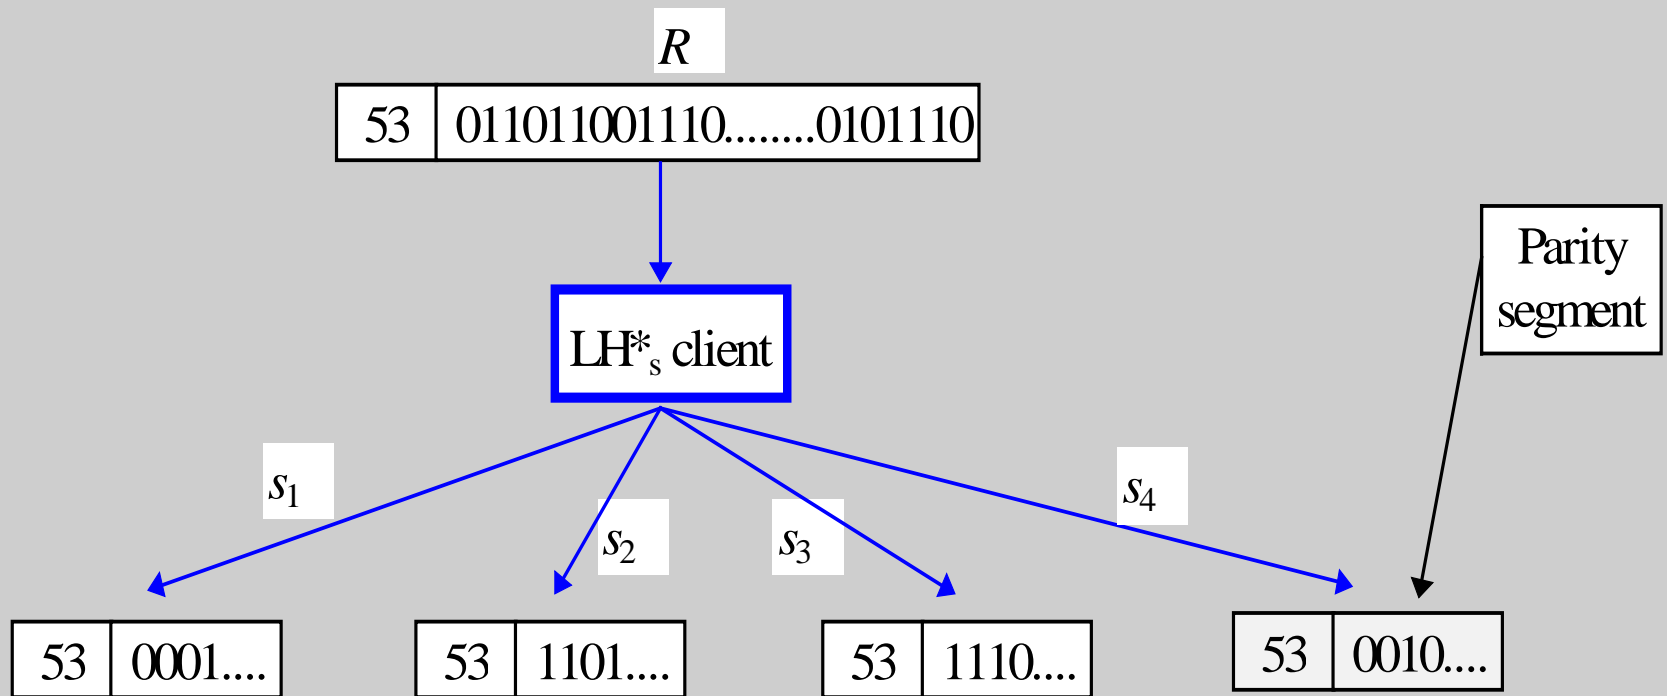 R
53 011011001110........0101110
Parity
segment
LH*s client
s1
s4
s2
s3
53 0001....
53 1101....
53 1110....
53 0010....